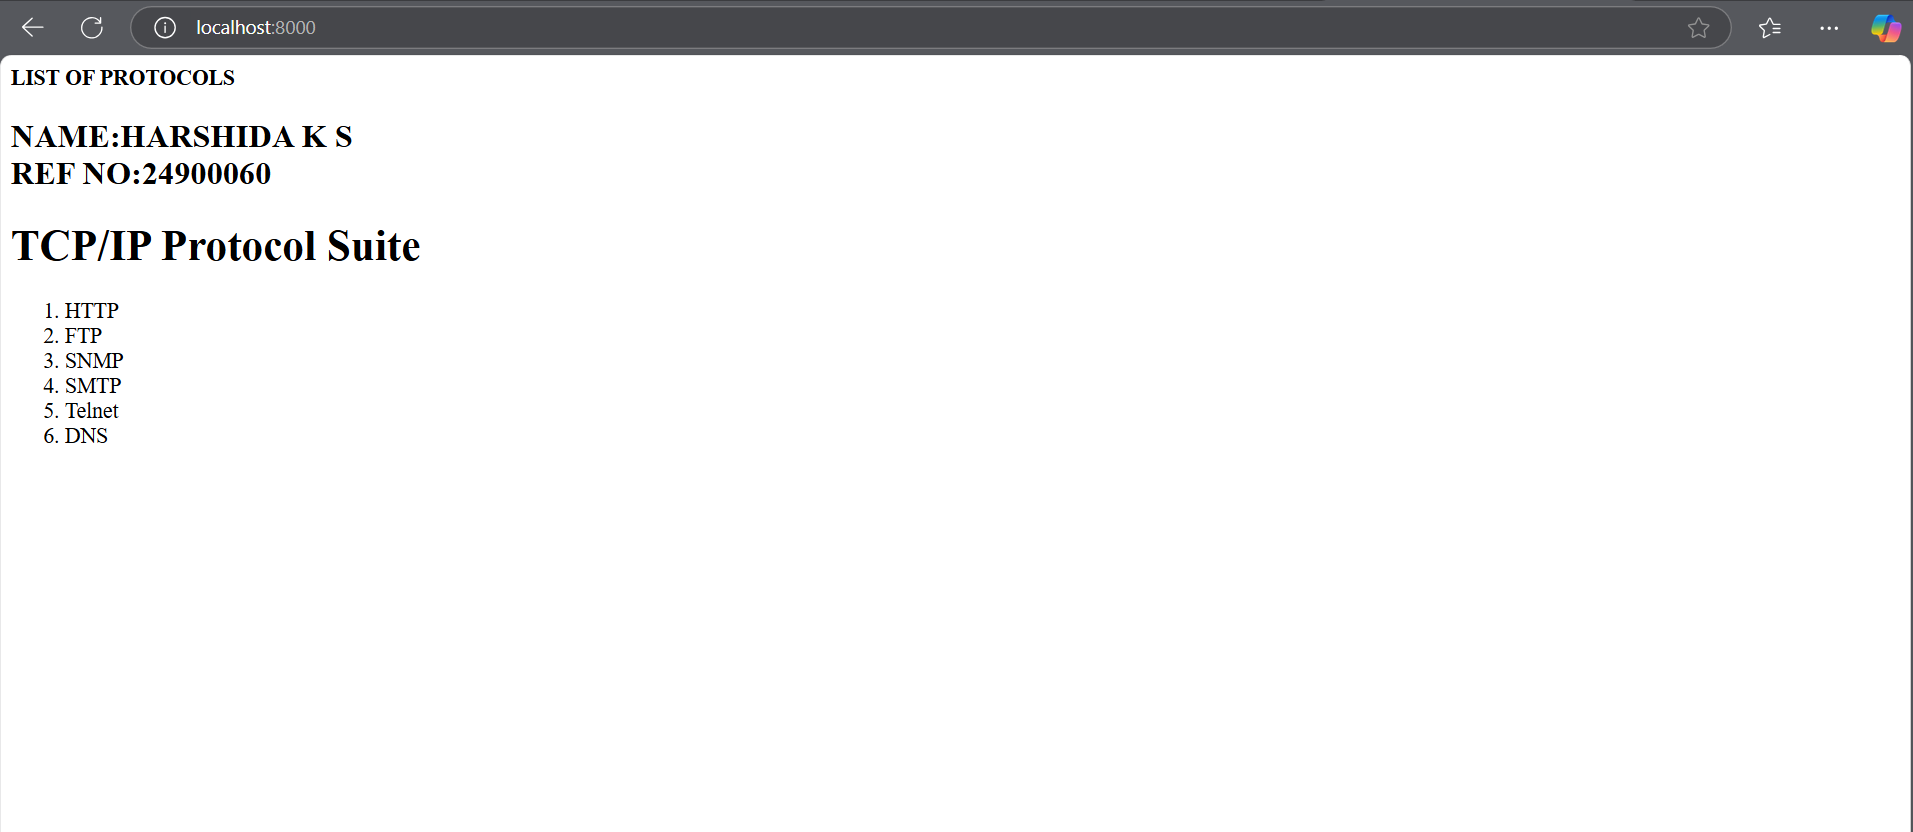 localhost:8000
LIST OF PROTOCOLS
NAME:HARSHIDA K S
REF NO:24900060
TCP/IP Protocol Suite
1. HTTP
2. FTP
3. SNMP
4. SMTP
5. Telnet
6. DNS